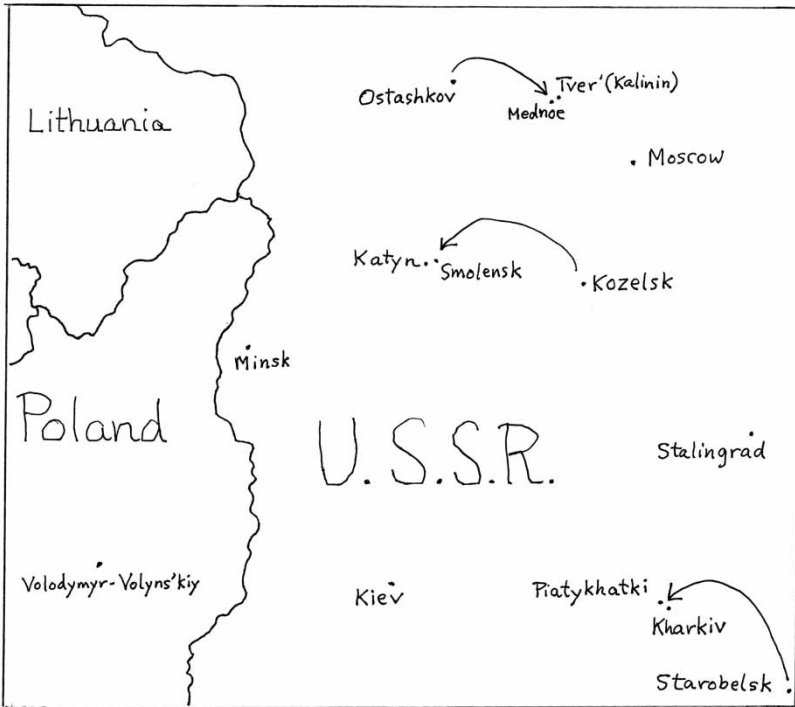 Ostashkov
Tver'(Kalinin)
Mednoe
Lithuania
Moscow
Katyn
Smolensk
Kozelsk
Minsk
Poland
U.S.S.R.
Stalingrad
Volodymyr-Volyns'kiy
Kiev
Piatykhatki
Kharkiv
Starobelsk